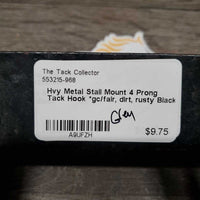 The Tack Collector
553215-968
Hvy Metal Stall Mount 4 Prong
Tack Hook *gc/fair, dirt, rusty Black
$9.75
A9UFZH